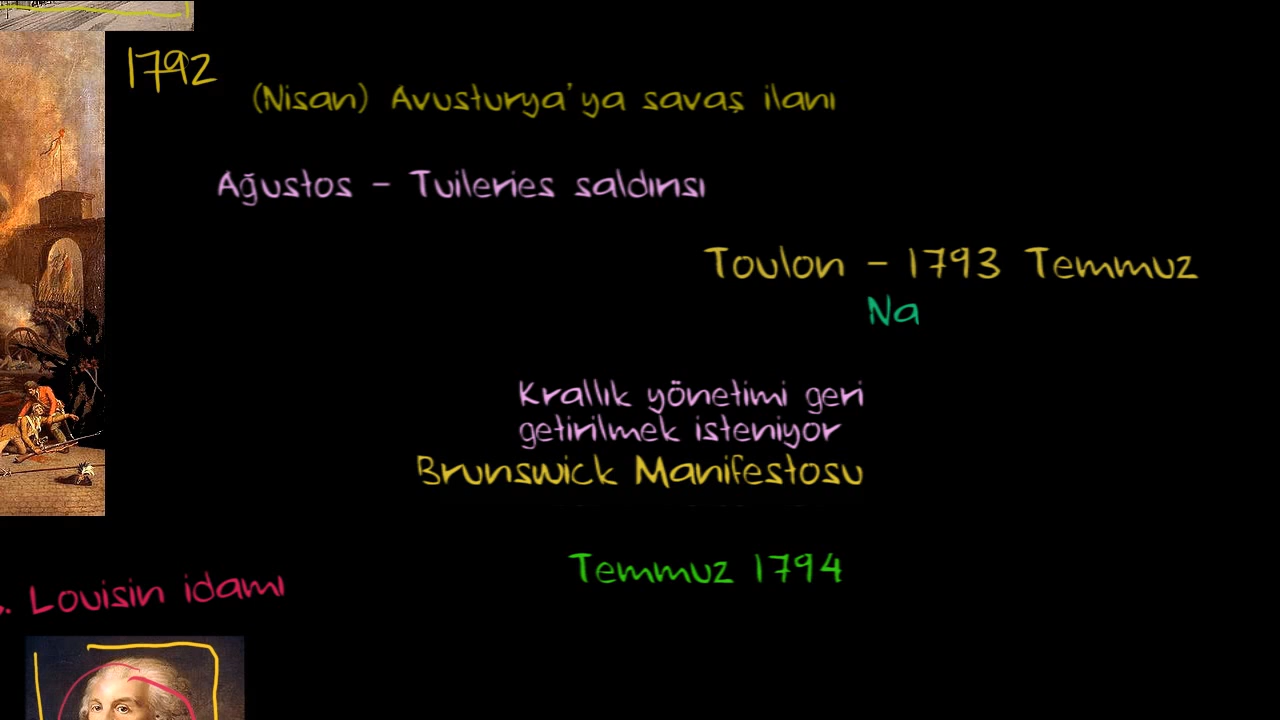 1792
(Nisan) Avusturya'ya savaş ilanı
Ağustos - Tuileries saldırısı
Toulon - 1793 Temmuz
Na
Krallık yönetimi geri
getirilmek isteniyor
Brunswick Manifestosu
Temmuz 1794
. Louisin idamı